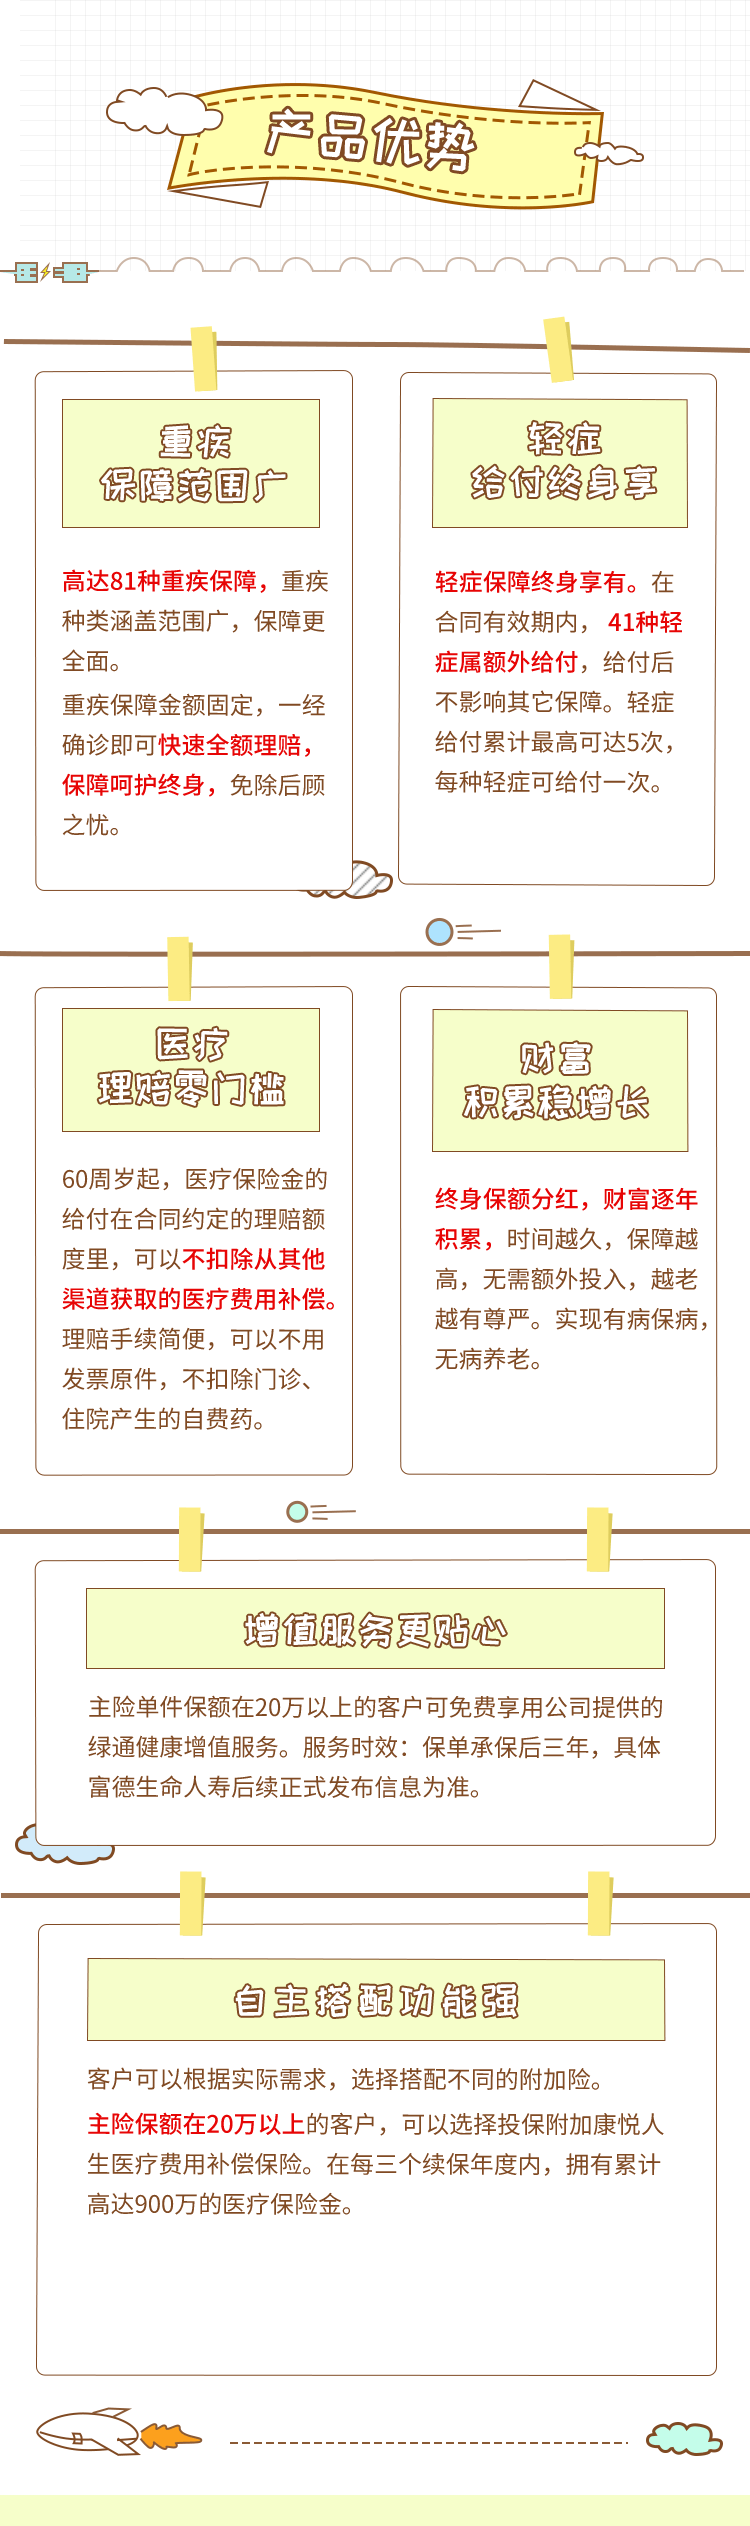 产品优势
重疾
保障范围广
高达81种重疾保障，重疾
种类涵盖范围广，保障更
全面。
重疾保障金额固定，一经
确诊即可快速全额理赔，
保障呵护终身，免除后顾
之忧。
轻症
给付终身享
轻症保障终身享有。在
合同有效期内， 41种轻
症属额外给付，给付后
不影响其它保障。轻症
给付累计最高可达5次，
每种轻症可给付一次。
医疗
理赔零门槛
60周岁起，医疗保险金的
给付在合同约定的理赔额
度里，可以不扣除从其他
渠道获取的医疗费用补偿。
理赔手续简便，可以不用
发票原件，不扣除门诊、
住院产生的自费药。
财富
积累稳增长
终身保额分红，财富逐年
积累，时间越久，保障越
高，无需额外投入，越老
越有尊严。实现有病保病，
无病养老。
增值服务更贴心
主险单件保额在20万以上的客户可免费享用公司提供的
绿通健康增值服务。服务时效：保单承保后三年，具体
富德生命人寿后续正式发布信息为准。
自主搭配功能强
客户可以根据实际需求，选择搭配不同的附加险。
主险保额在20万以上的客户，可以选择投保附加康悦人
生医疗费用补偿保险。在每三个续保年度内，拥有累计
高达900万的医疗保险金。